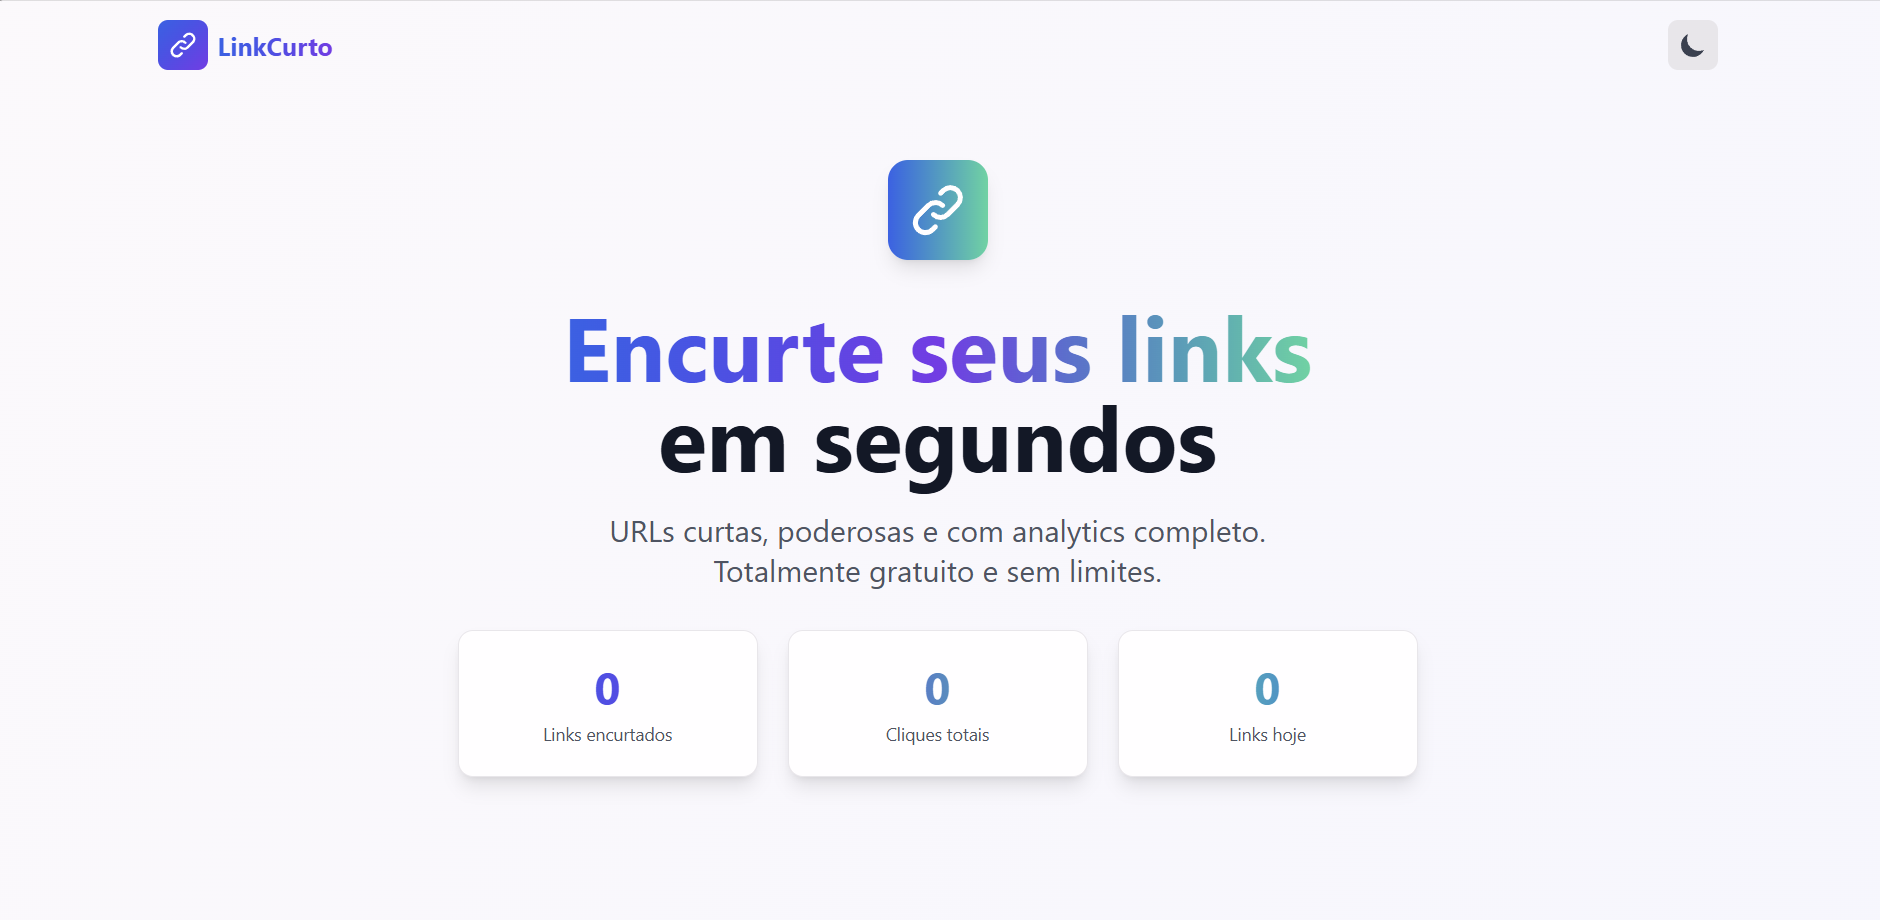 LinkCurto
Encurte seus links
em segundos
URLs curtas, poderosas e com analytics completo.
Totalmente gratuito e sem limites.
0
Links encurtados
0
Cliques totais
0
Links hoje